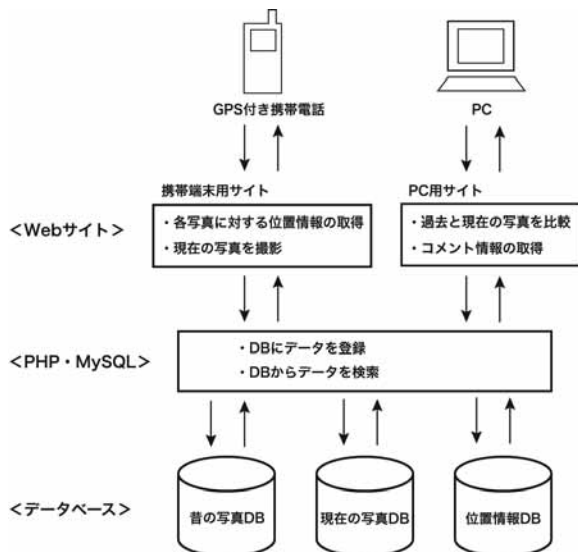 GPS付き携帯電話
PC
携帯端末用サイト
PC用サイト
＜Webサイト＞
・各写真に対する位置情報の取得
・現在の写真を撮影
・過去と現在の写真を比較
・コメント情報の取得
＜PHP・MySQL＞
・DBにデータを登録
・DBからデータを検索
＜データベース＞
昔の写真DB
現在の写真DB
位置情報DB